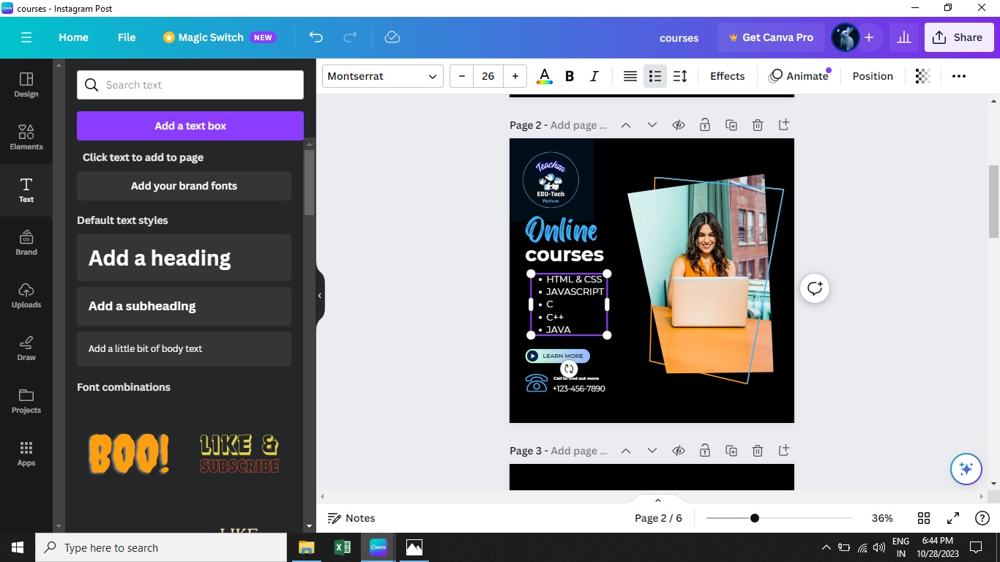 courses - Instagram Post
Home File Magic Switch NEW courses Get Canva Pro + Share
Design
Elements
Text
Brand
Uploads
Draw
Projects
Apps
Search text
Add a text box
Click text to add to page
Add your brand fonts
Default text styles
Add a heading
Add a subheading
Add a little bit of body text
Font combinations
BOO!
LIKE &
SUBSCRIBE
LIKE
Montserrat – 26 + A B I Effects Animate Position
Page 2 - Add page ...
Teachiza
EDU-Tech
Platform
Online
courses
• HTML & CSS
• JAVASCRIPT
• C
• C++
• JAVA
LEARN MORE
Call to find out more
+123-456-7890
Page 3 - Add page ...
Notes Page 2 / 6 36%
Type here to search
ENG
IN
6:44 PM
10/28/2023